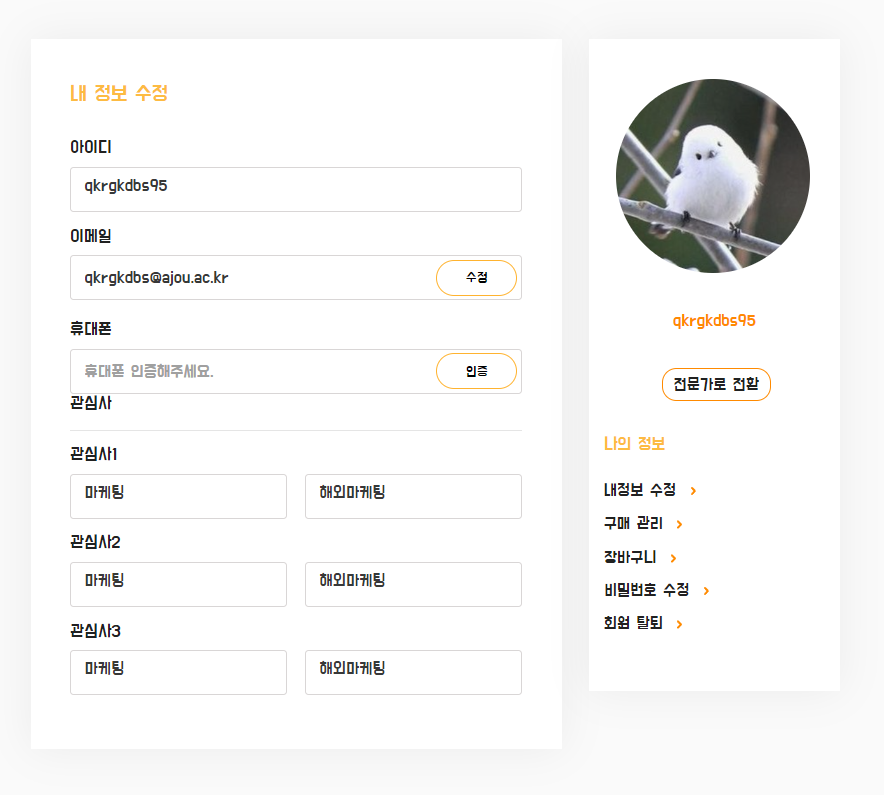 내 정보 수정
아이디
qkrgkdbs95
이메일
qkrgkdbs@ajou.ac.kr 수정
휴대폰
휴대폰 인증해주세요. 인증
관심사
관심사1
마케팅 해외마케팅
관심사2
마케팅 해외마케팅
관심사3
마케팅 해외마케팅
qkrgkdbs95
전문가로 전환
나의 정보
내정보 수정 >
구매 관리 >
장바구니 >
비밀번호 수정 >
회원 탈퇴 >